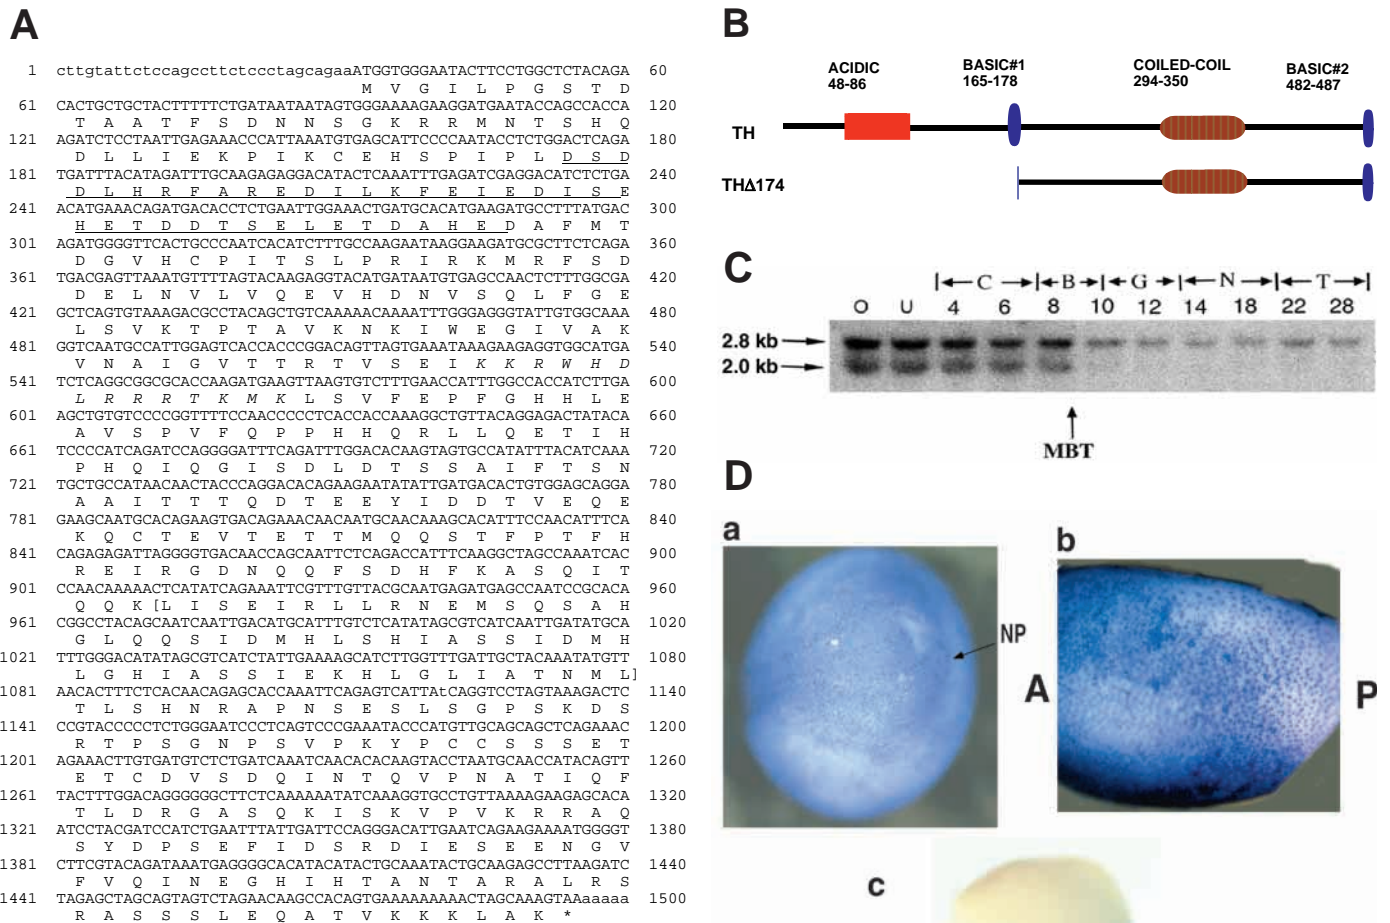 A
1 cttgtattctccagccttctccctagcagaaATGGTGGGAATACTTCCTGGCTCTACAGA 60
M V G I L P G S T D
61 CACTGCTGCTACTTTTTCTGATAATAATAGTGGGAAAAGAAGGATGAATACCAGCCACCA 120
T A A T F S D N N S G K R R M N T S H Q
121 AGATCTCCTAATTGAGAAACCCATTAAATGTGAGCATTCCCCAATACCTCTGGACTCAGA 180
D L L I E K P I K C E H S P I P L D S D
181 TGATTTACATAGATTTGCAAGAGAGGACATACTCAAATTTGAGATCGAGGACATCTCTGA 240
D L H R F A R E D I L K F E I E D I S E
241 ACATGAAACAGATGACACCTCTGAATTGGAAACTGATGCACATGAAGATGCCTTTATGAC 300
H E T D D T S E L E T D A H E D A F M T
301 AGATGGGGTTCACTGCCCAATCACATCTTTGCCAAGAATAAGGAAGATGCGCTTCTCAGA 360
D G V H C P I T S L P R I R K M R F S D
361 TGACGAGTTAAATGTTTTAGTACAAGAGGTACATGATAATGTGAGCCAACTCTTTGGCGA 420
D E L N V L V Q E V H D N V S Q L F G E
421 GCTCAGTGTAAAGACGCCTACAGCTGTCAAAAACAAAATTTGGGAGGGTATTGTGGCAAA 480
L S V K T P T A V K N K I W E G I V A K
481 GGTCAATGCCATTGGAGTCACCACCCGGACAGTTAGTGAAATAAAGAAGAGGTGGCATGA 540
V N A I G V T T R T V S E I K K R W H D
541 TCTCAGGCGGCGCACCAAGATGAAGTTAAGTGTCTTTGAACCATTTGGCCACCATCTTGA 600
L R R R T K M K L S V F E P F G H H L E
601 AGCTGTGTCCCCGGTTTTCCAACCCCCTCACCACCAAAGGCTGTTACAGGAGACTATACA 660
A V S P V F Q P P H H Q R L L Q E T I H
661 TCCCCATCAGATCCAGGGGATTTCAGATTTGGACACAAGTAGTGCCATATTTACATCAAA 720
P H Q I Q G I S D L D T S S A I F T S N
721 TGCTGCCATAACAACTACCCAGGACACAGAAGAATATATTGATGACACTGTGGAGCAGGA 780
A A I T T T Q D T E E Y I D D T V E Q E
781 GAAGCAATGCACAGAAGTGACAGAAACAACAATGCAACAAAGCACATTTCCAACATTTCA 840
K Q C T E V T E T T M Q Q S T F P T F H
841 CAGAGAGATTAGGGGTGACAACCAGCAATTCTCAGACCATTTCAAGGCTAGCCAAATCAC 900
R E I R G D N Q Q F S D H F K A S Q I T
901 CCAACAAAAACTCATATCAGAAATTCGTTTGTTACGCAATGAGATGAGCCAATCCGCACA 960
Q Q K [L I S E I R L L R N E M S Q S A H
961 CGGCCTACAGCAATCAATTGACATGCATTTGTCTCATATAGCGTCATCAATTGATATGCA 1020
G L Q Q S I D M H L S H I A S S I D M H
1021 TTTGGGACATATAGCGTCATCTATTGAAAAGCATCTTGGTTTGATTGCTACAAATATGTT 1080
L G H I A S S I E K H L G L I A T N M L]
1081 AACACTTTCTCACAACAGAGCACCAAATTCAGAGTCATTAtCAGGTCCTAGTAAAGACTC 1140
T L S H N R A P N S E S L S G P S K D S
1141 CCGTACCCCCTCTGGGAATCCCTCAGTCCCGAAATACCCATGTTGCAGCAGCTCAGAAAC 1200
R T P S G N P S V P K Y P C C S S S E T
1201 AGAAACTTGTGATGTCTCTGATCAAATCAACACACAAGTACCTAATGCAACCATACAGTT 1260
E T C D V S D Q I N T Q V P N A T I Q F
1261 TACTTTGGACAGGGGGGCTTCTCAAAAAATATCAAAGGTGCCTGTTAAAAGAAGAGCACA 1320
T L D R G A S Q K I S K V P V K R R A Q
1321 ATCCTACGATCCATCTGAATTTATTGATTCCAGGGACATTGAATCAGAAGAAAATGGGGT 1380
S Y D P S E F I D S R D I E S E E N G V
1381 CTTCGTACAGATAAATGAGGGGCACATACATACTGCAAATACTGCAAGAGCCTTAAGATC 1440
F V Q I N E G H I H T A N T A R A L R S
1441 TAGAGCTAGCAGTAGTCTAGAACAAGCCACAGTGAAAAAAAAACTAGCAAAGTAAaaaaa 1500
R A S S S L E Q A T V K K K L A K *
B
ACIDIC
48-86
BASIC#1
165-178
COILED-COIL
294-350
BASIC#2
482-487
TH
THΔ174
C
C B G N T
O U 4 6 8 10 12 14 18 22 28
2.8 kb
2.0 kb
MBT
D
a
b
NP
A
P
c